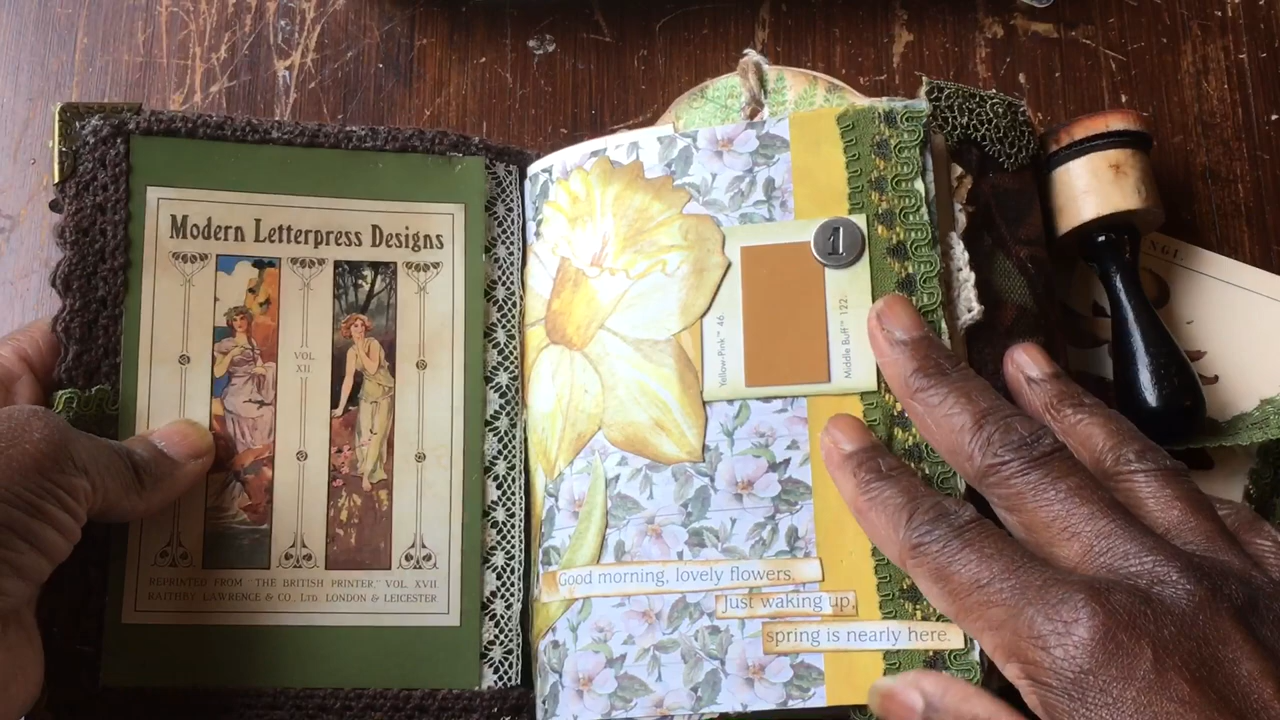 Modern Letterpress Designs
VOL.
XII
REPRINTED FROM "THE BRITISH PRINTER," VOL. XVII.
RAITHBY, LAWRENCE & CO., LTD. LONDON & LEICESTER.
1
Yellow-Pink™ 46.
Middle Buff™ 122.
Good morning, lovely flowers.
Just waking up,
spring is nearly here.